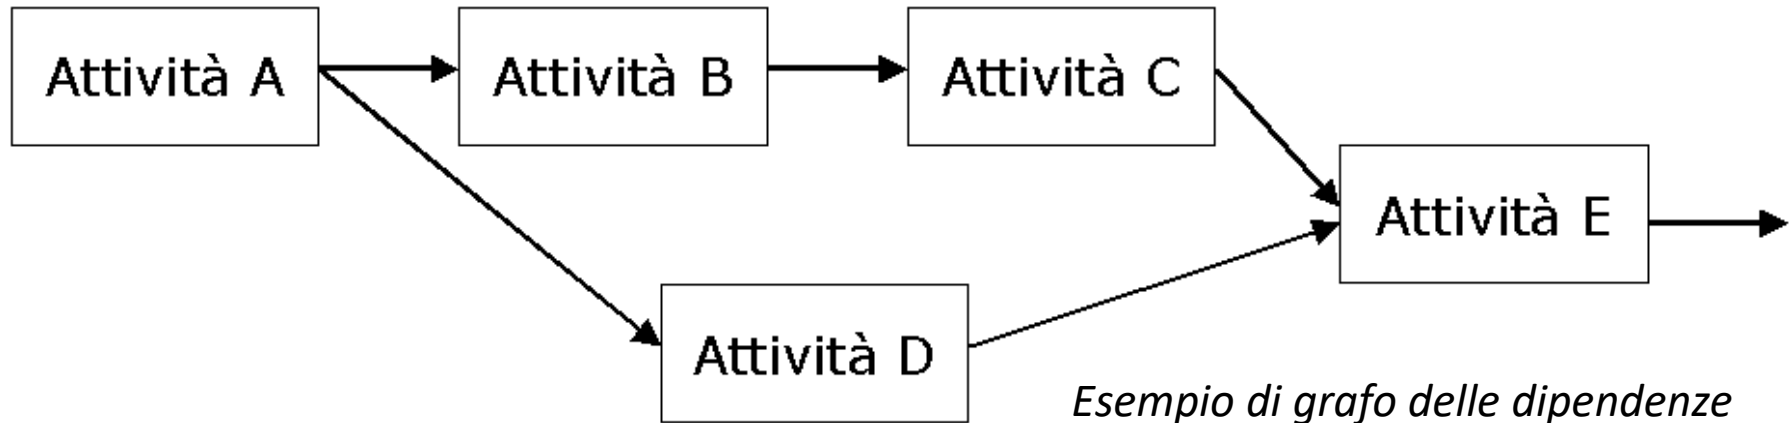 Attività A
Attività B
Attività C
Attività E
Attività D
Esempio di grafo delle dipendenze